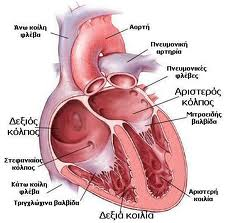 Άνω κοίλη
φλέβα
Αορτή
Πνευμονική
αρτηρία
Πνευμονικές
φλέβες
Αριστερός
κόλπος
Μιτραειδής
βαλβίδα
Δεξιός
κόλπος
Στεφανιαίος
κόλπος
Κάτω κοίλη
φλέβα
Τριγλώχινα βαλβίδα
Δεξιά κοιλία
Αριστερή
κοιλία